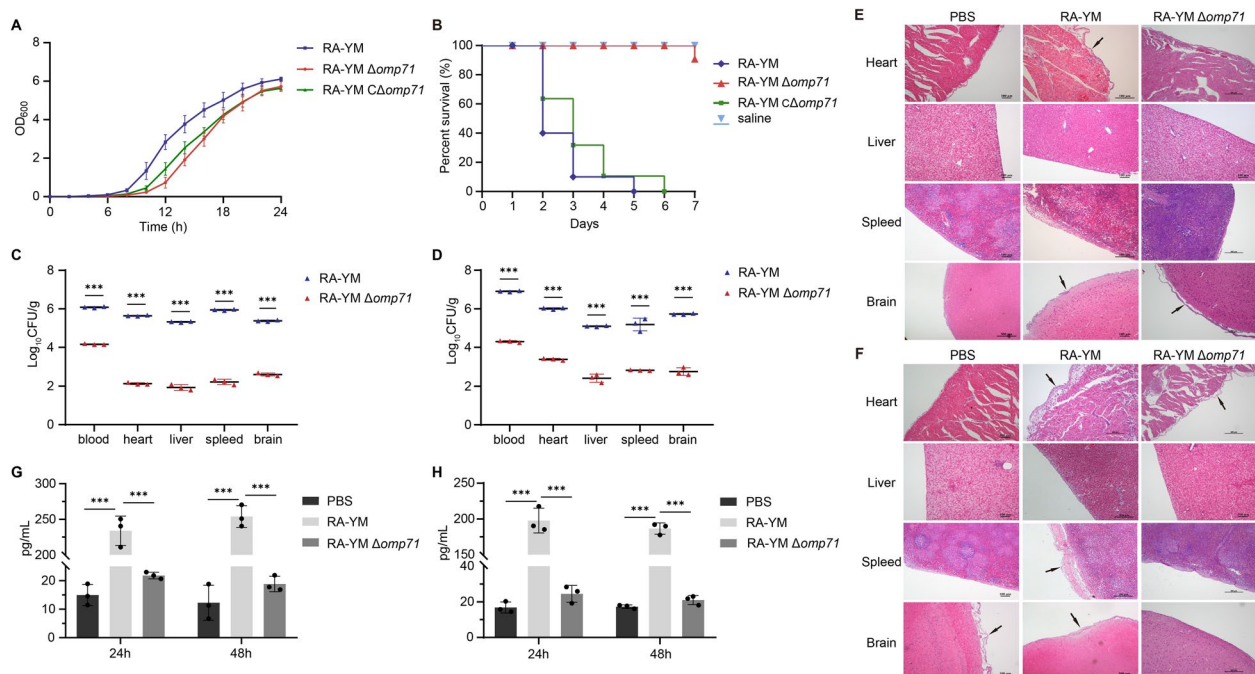 A
OD600
8
6
4
2
0
0 6 12 18 24
Time (h)
RA-YM
RA-YM Δomp71
RA-YM CΔomp71
B
Percent survival (%)
100
80
60
40
20
0
0 1 2 3 4 5 6 7
Days
RA-YM
RA-YM Δomp71
RA-YM cΔomp71
saline
C
Log10CFU/g
8
6
4
2
0
*** *** *** *** ***
blood heart liver spleed brain
RA-YM
RA-YM Δomp71
D
Log10CFU/g
8
6
4
2
0
*** *** *** *** ***
blood heart liver spleed brain
RA-YM
RA-YM Δomp71
E
PBS RA-YM RA-YM Δomp71
Heart
Liver
Spleed
Brain
F
PBS RA-YM RA-YM Δomp71
Heart
Liver
Spleed
Brain
G
pg/mL
300
250
200
20
15
10
5
0
*** *** *** ***
24h 48h
PBS
RA-YM
RA-YM Δomp71
H
pg/mL
250
200
150
100
40
20
0
*** *** *** ***
24h 48h
PBS
RA-YM
RA-YM Δomp71